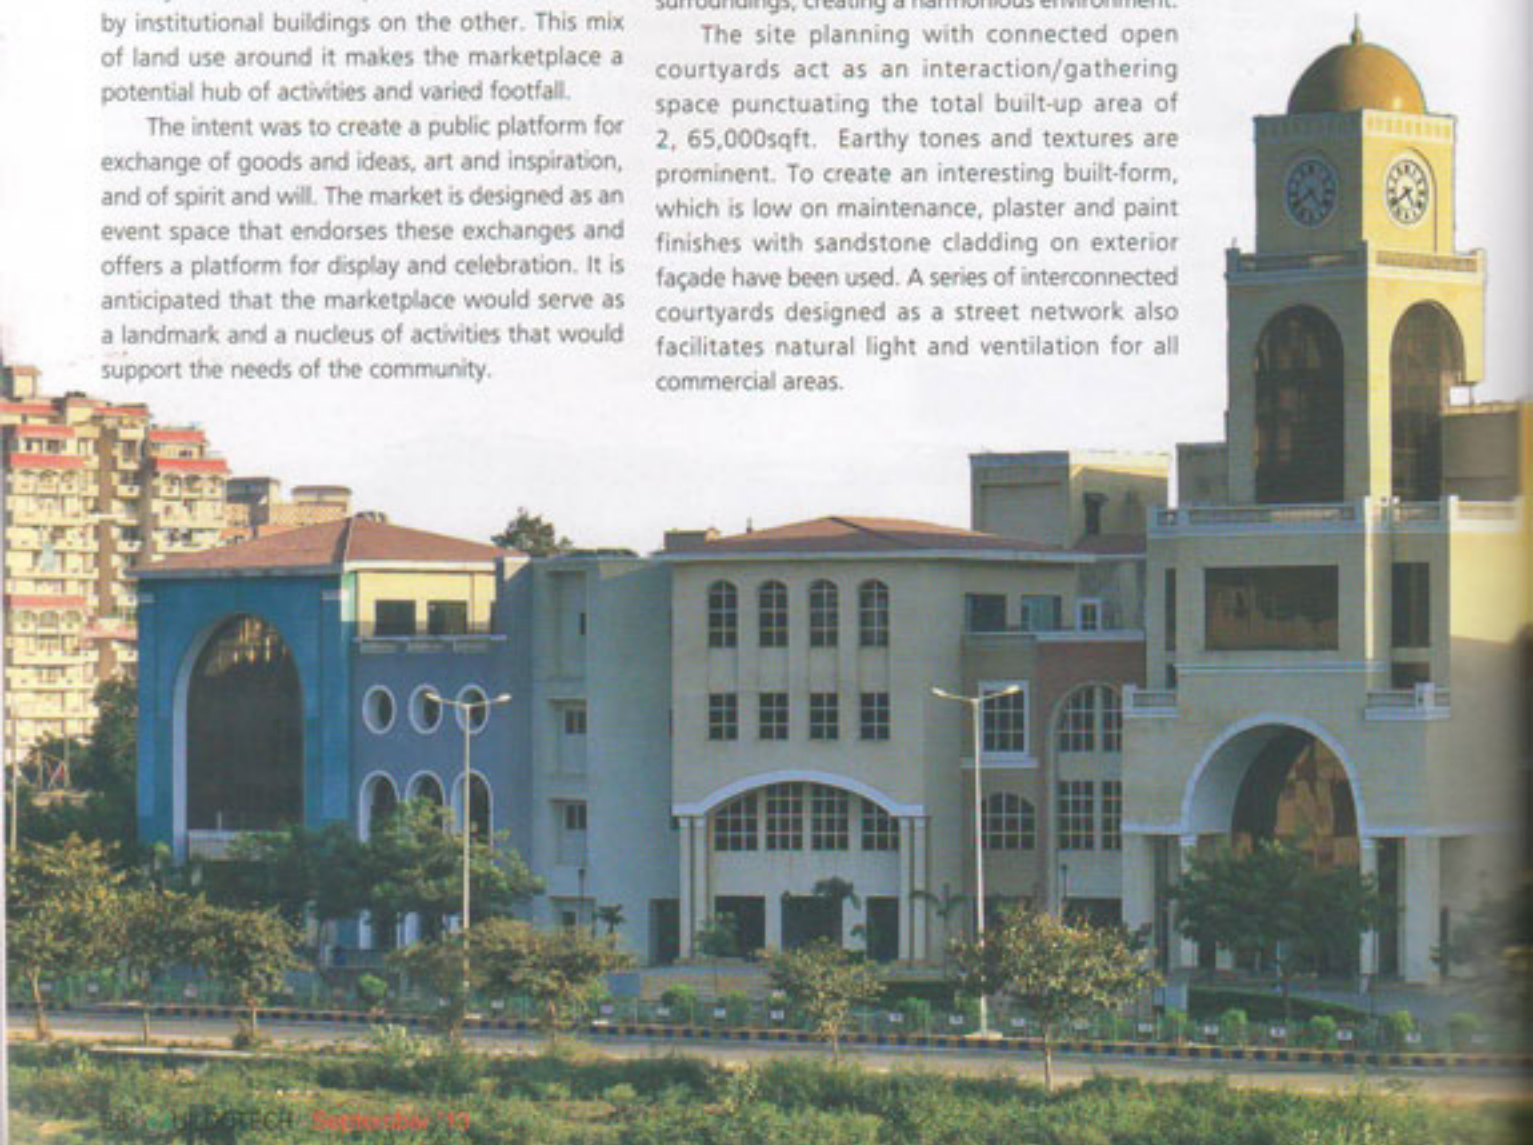 by institutional buildings on the other. This mix
of land use around it makes the marketplace a
potential hub of activities and varied footfall.
The intent was to create a public platform for
exchange of goods and ideas, art and inspiration,
and of spirit and will. The market is designed as an
event space that endorses these exchanges and
offers a platform for display and celebration. It is
anticipated that the marketplace would serve as
a landmark and a nucleus of activities that would
support the needs of the community.
surroundings, creating a harmonious environment.
The site planning with connected open
courtyards act as an interaction/gathering
space punctuating the total built-up area of
2, 65,000sqft. Earthy tones and textures are
prominent. To create an interesting built-form,
which is low on maintenance, plaster and paint
finishes with sandstone cladding on exterior
façade have been used. A series of interconnected
courtyards designed as a street network also
facilitates natural light and ventilation for all
commercial areas.
September '13